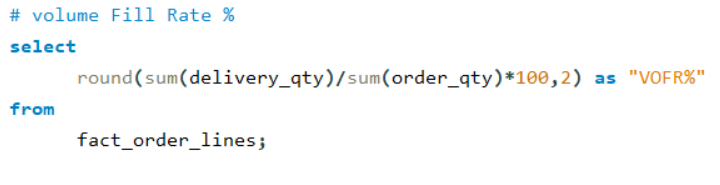 # volume Fill Rate %
select
round(sum(delivery_qty)/sum(order_qty)*100,2) as "VOFR%"
from
fact_order_lines;